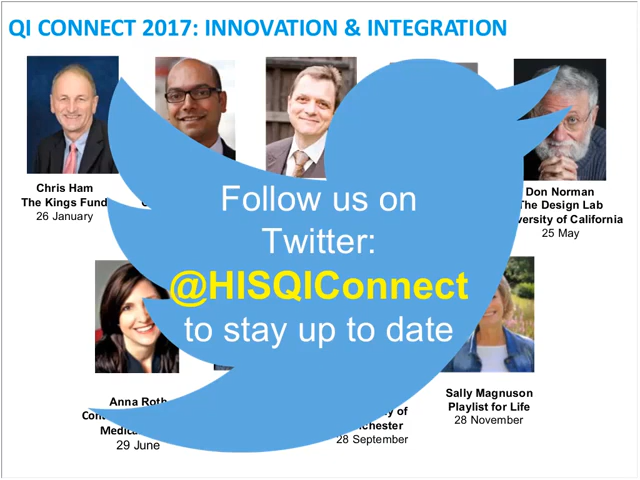 QI CONNECT 2017: INNOVATION & INTEGRATION
Chris Ham
The Kings Fund
26 January
Don Norman
The Design Lab
versity of California
25 May
Follow us on
Twitter:
@HISQIConnect
to stay up to date
Anna Roth
Cont
Medica
29 June
y of
chester
28 September
Sally Magnuson
Playlist for Life
28 November